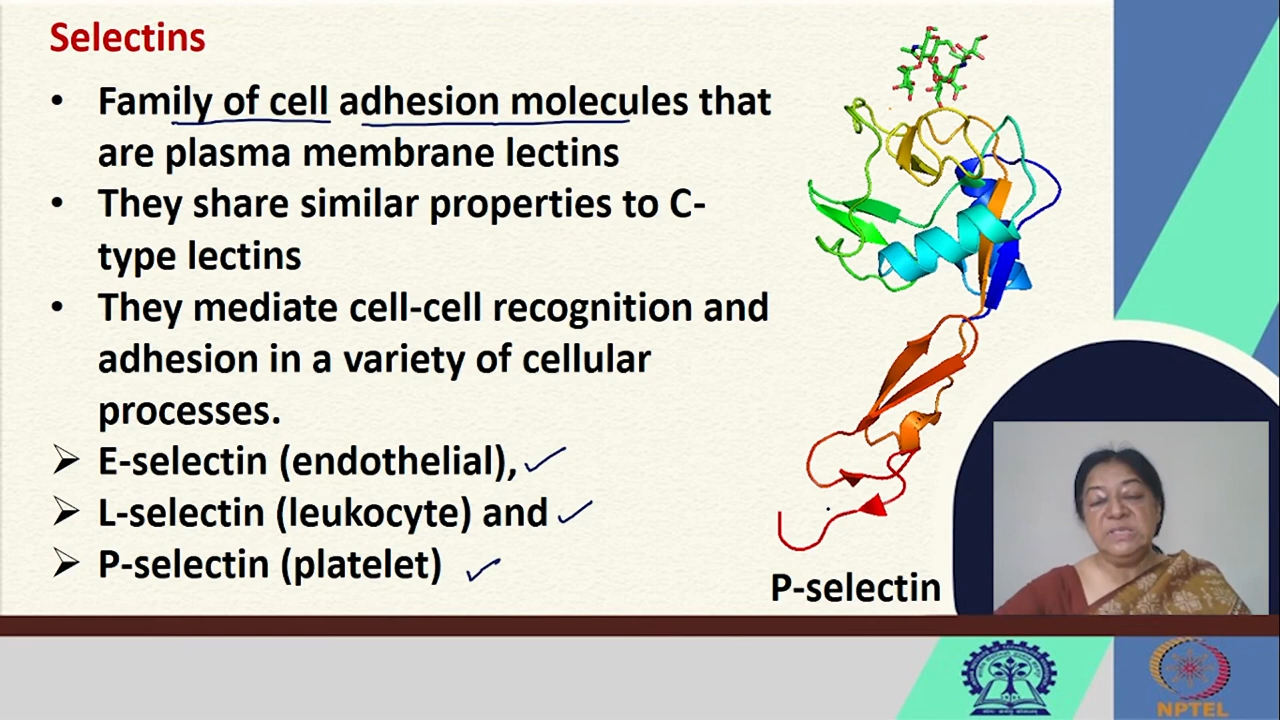 Selectins
• Family of cell adhesion molecules that
are plasma membrane lectins
• They share similar properties to C-
type lectins
• They mediate cell-cell recognition and
adhesion in a variety of cellular
processes.
➢ E-selectin (endothelial),
➢ L-selectin (leukocyte) and
➢ P-selectin (platelet)
P-selectin
NPTEL